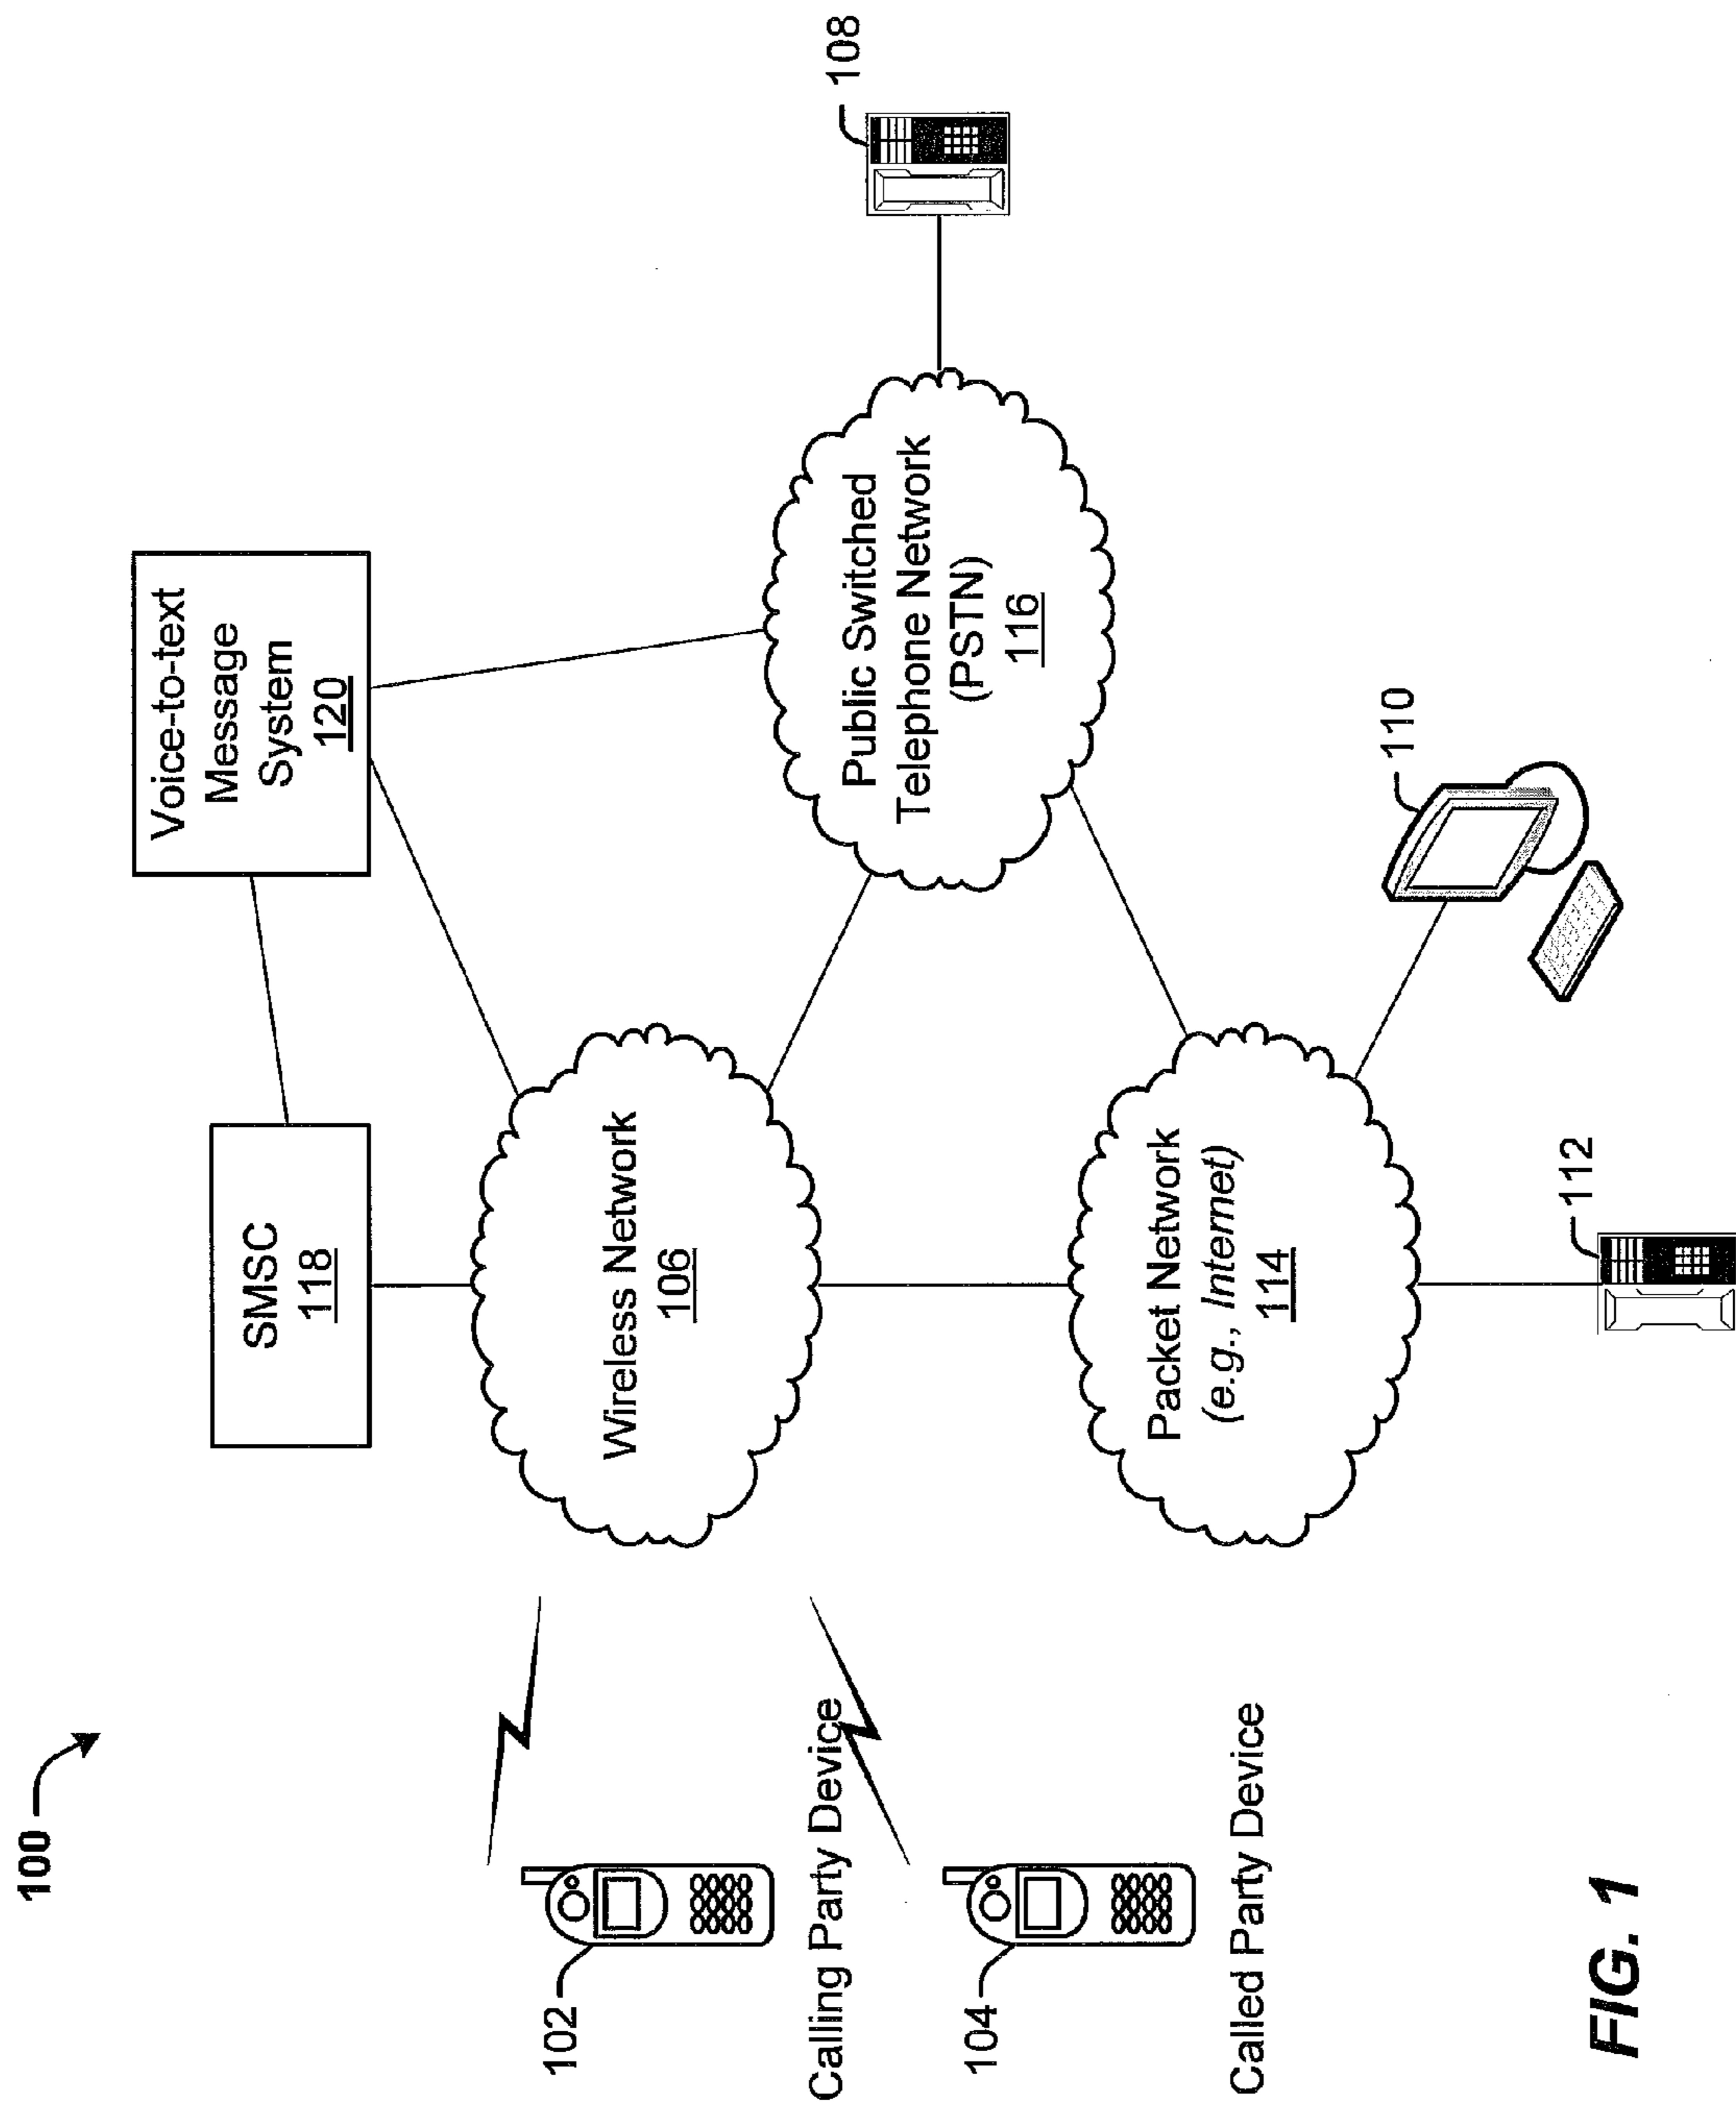 100
SMSC
118
Voice-to-text
Message
System
120
102
Calling Party Device
Wireless Network
106
108
Public Switched
Telephone Network
(PSTN)
116
104
Called Party Device
Packet Network
(e.g., Internet)
114
110
112
FIG. 1